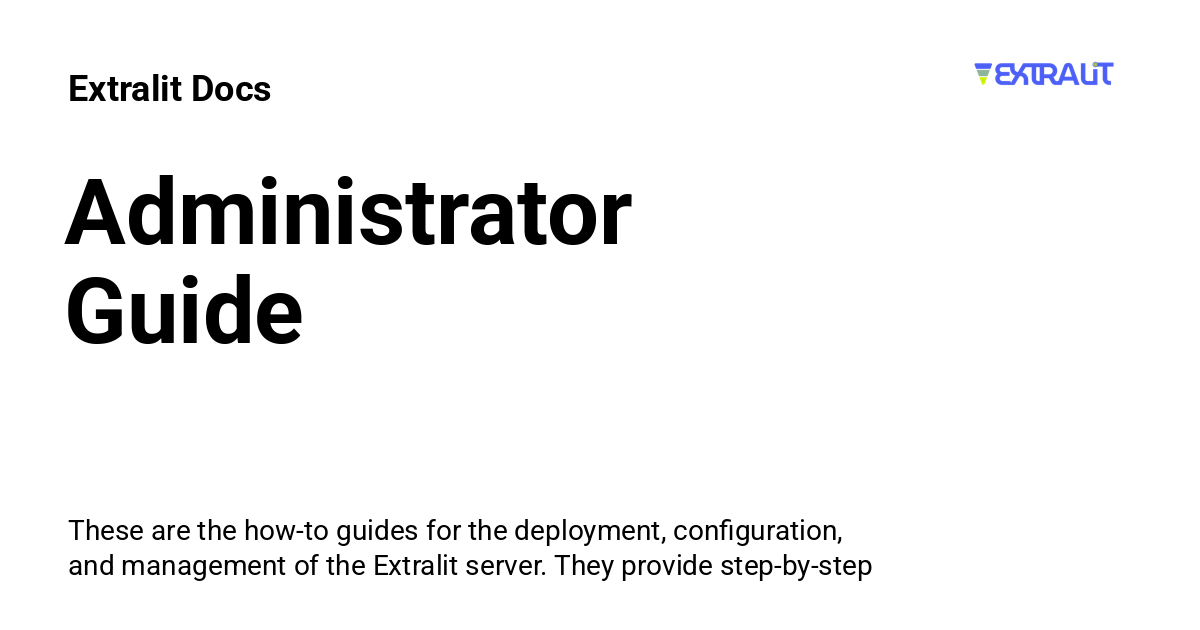 Extralit Docs
EXTRALIT
Administrator
Guide
These are the how-to guides for the deployment, configuration,
and management of the Extralit server. They provide step-by-step